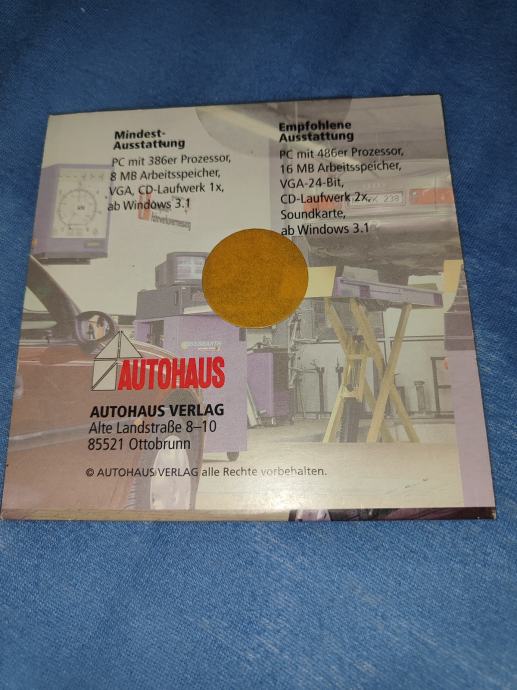 Mindest-
Ausstattung
PC mit 386er Prozessor,
8 MB Arbeitsspeicher,
VGA, CD-Laufwerk 1x,
ab Windows 3.1
Empfohlene
Ausstattung
PC mit 486er Prozessor,
16 MB Arbeitsspeicher,
VGA-24-Bit,
CD-Laufwerk 2x,
Soundkarte,
ab Windows 3.1
AUTOHAUS
AUTOHAUS VERLAG
Alte Landstraße 8–10
85521 Ottobrunn
© AUTOHAUS VERLAG alle Rechte vorbehalten.